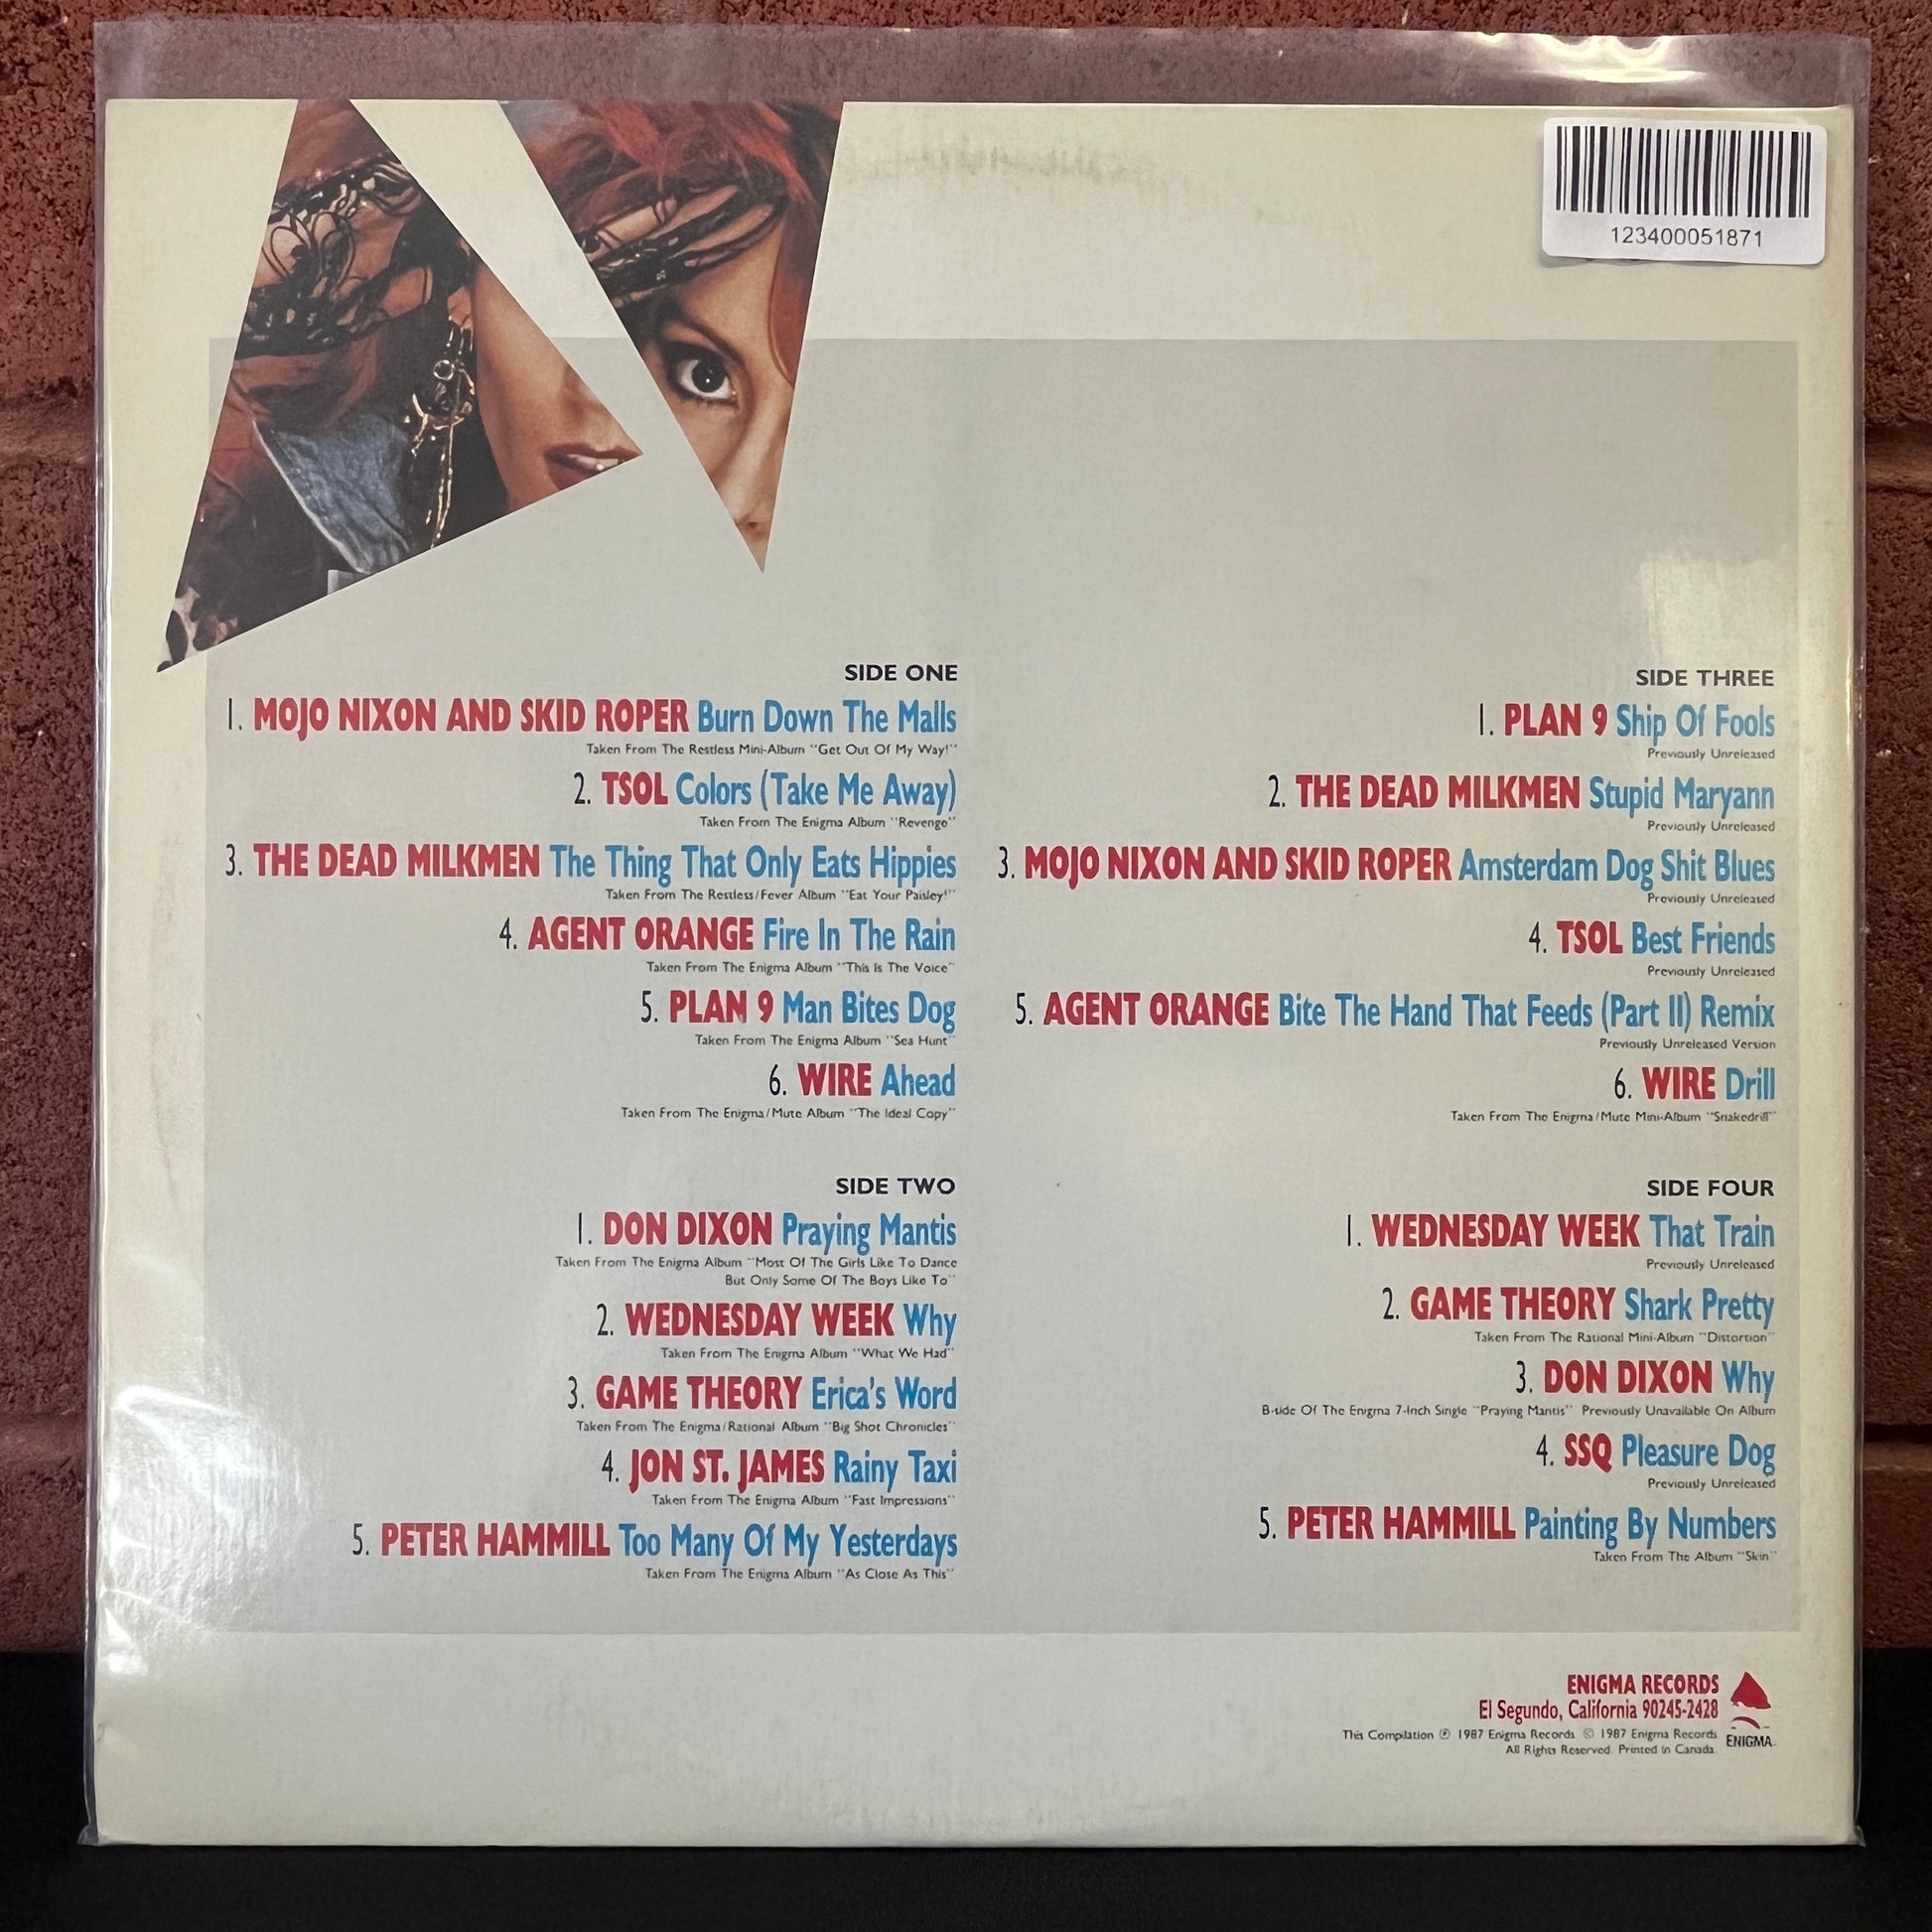 123400051871
SIDE ONE
1. MOJO NIXON AND SKID ROPER Burn Down The Malls
Taken From The Restless Mini-Album "Get Out Of My Way!"
2. TSOL Colors (Take Me Away)
Taken From The Enigma Album "Revenge"
3. THE DEAD MILKMEN The Thing That Only Eats Hippies
Taken From The Restless/Fever Album "Eat Your Paisley!"
4. AGENT ORANGE Fire In The Rain
Taken From The Enigma Album "This Is The Voice"
5. PLAN 9 Man Bites Dog
Taken From The Enigma Album "Sea Hunt"
6. WIRE Ahead
Taken From The Enigma/Mute Album "The Ideal Copy"
SIDE TWO
1. DON DIXON Praying Mantis
Taken From The Enigma Album "Most Of The Girls Like To Dance
But Only Some Of The Boys Like To"
2. WEDNESDAY WEEK Why
Taken From The Enigma Album "What We Had"
3. GAME THEORY Erica's Word
Taken From The Enigma/Rational Album "Big Shot Chronicles"
4. JON ST. JAMES Rainy Taxi
Taken From The Enigma Album "Fast Impressions"
5. PETER HAMMILL Too Many Of My Yesterdays
Taken From The Enigma Album "As Close As This"
SIDE THREE
1. PLAN 9 Ship Of Fools
Previously Unreleased
2. THE DEAD MILKMEN Stupid Maryann
Previously Unreleased
3. MOJO NIXON AND SKID ROPER Amsterdam Dog Shit Blues
Previously Unreleased
4. TSOL Best Friends
Previously Unreleased
5. AGENT ORANGE Bite The Hand That Feeds (Part II) Remix
Previously Unreleased Version
6. WIRE Drill
Taken From The Enigma/Mute Mini-Album "Snakedrill"
SIDE FOUR
1. WEDNESDAY WEEK That Train
Previously Unreleased
2. GAME THEORY Shark Pretty
Taken From The Rational Mini-Album "Distortion"
3. DON DIXON Why
B-side Of The Enigma 7-Inch Single "Praying Mantis" Previously Unavailable On Album
4. SSQ Pleasure Dog
Previously Unreleased
5. PETER HAMMILL Painting By Numbers
Taken From The Album "Skin"
ENIGMA RECORDS
El Segundo, California 90245-2428
This Compilation ℗ 1987 Enigma Records © 1987 Enigma Records
All Rights Reserved. Printed In Canada.
ENIGMA